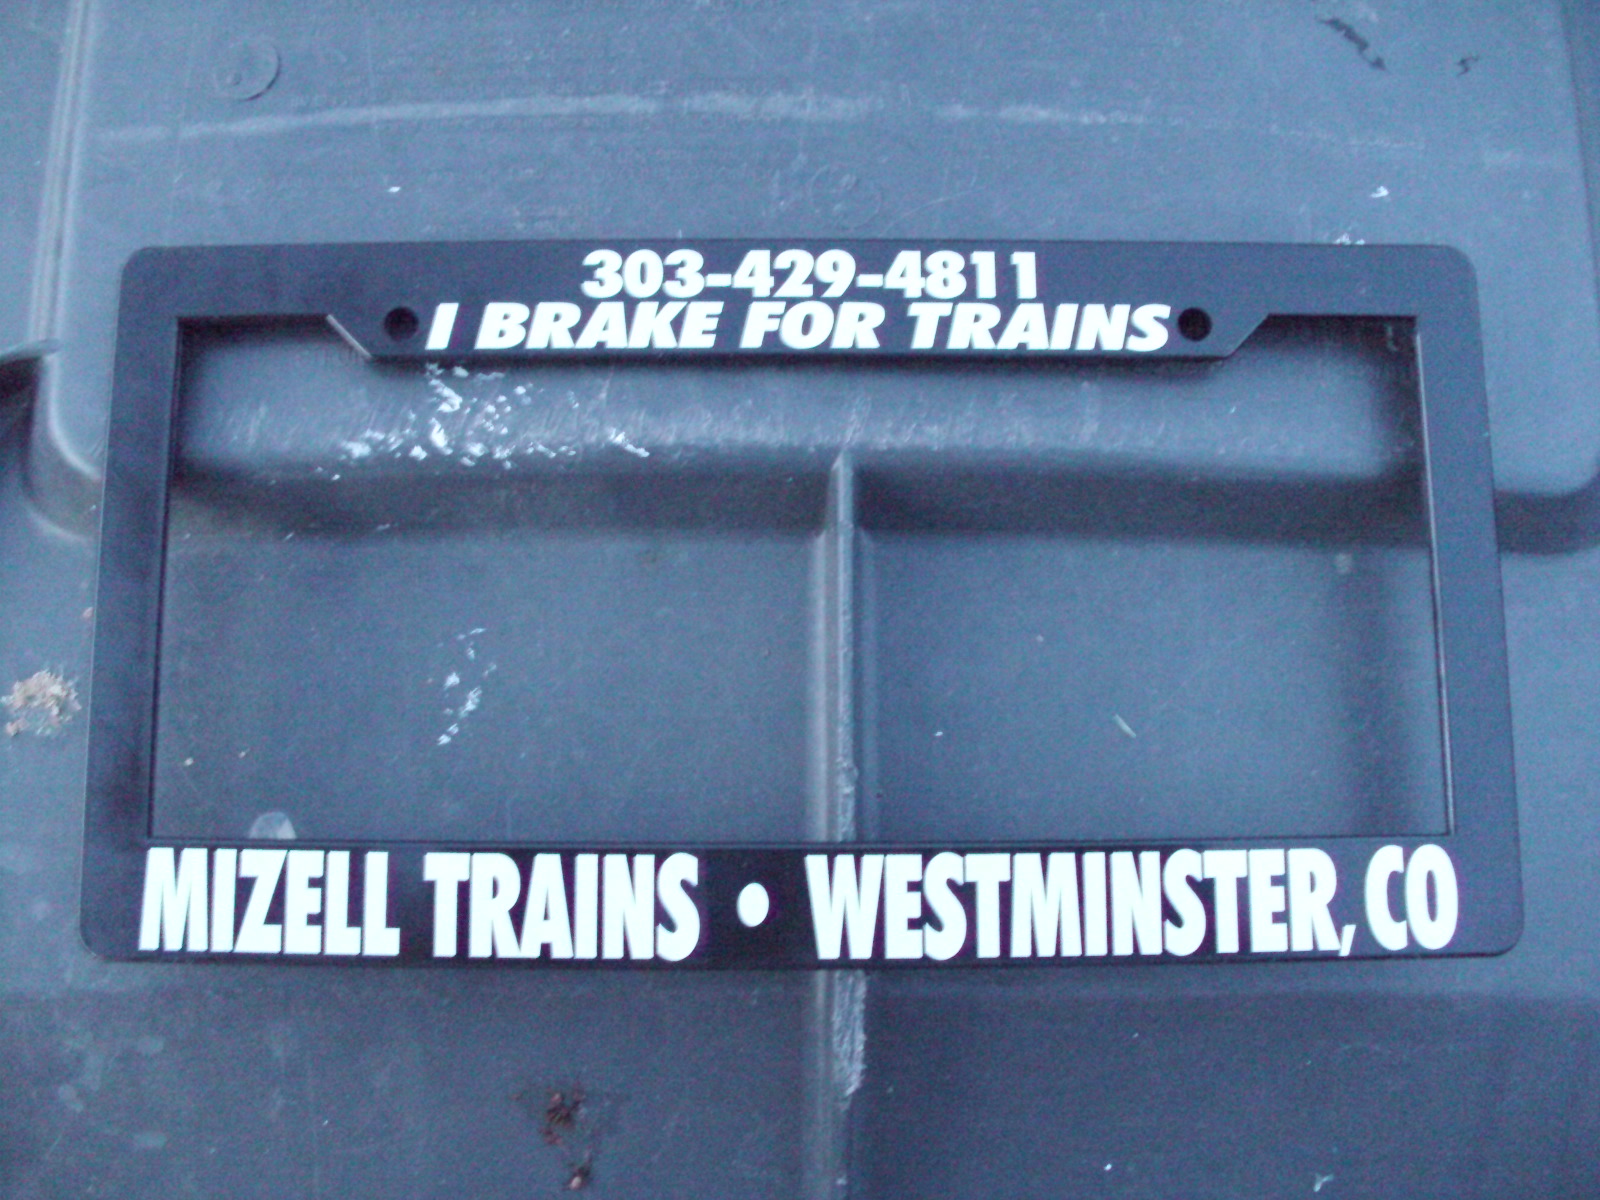 303-429-4811
I BRAKE FOR TRAINS
MIZELL TRAINS • WESTMINSTER, CO